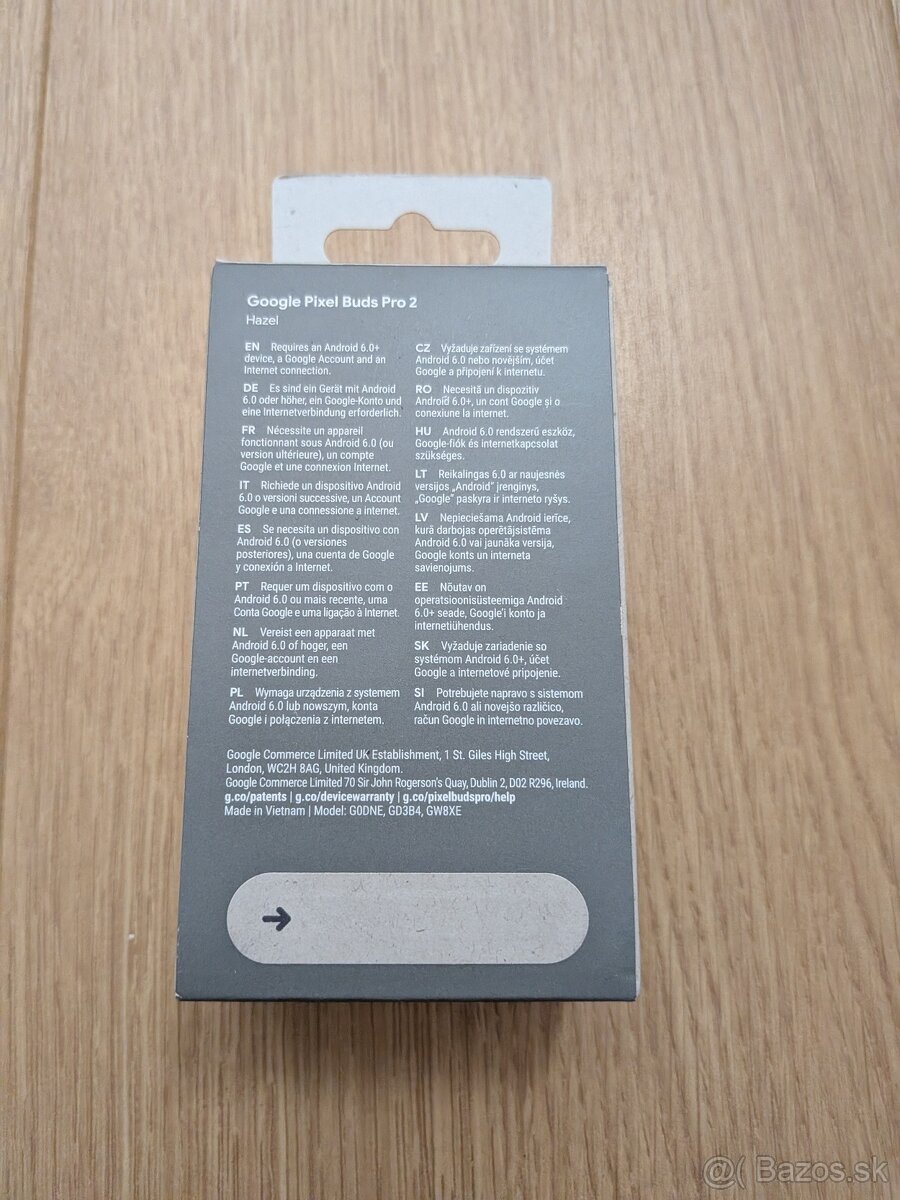 Google Pixel Buds Pro 2
Hazel
EN Requires an Android 6.0+
device, a Google Account and an
Internet connection.
DE Es sind ein Gerät mit Android
6.0 oder höher, ein Google-Konto und
eine Internetverbindung erforderlich.
FR Nécessite un appareil
fonctionnant sous Android 6.0 (ou
version ultérieure), un compte
Google et une connexion Internet.
IT Richiede un dispositivo Android
6.0 o versioni successive, un Account
Google e una connessione a internet.
ES Se necesita un dispositivo con
Android 6.0 (o versiones
posteriores), una cuenta de Google
y conexión a Internet.
PT Requer um dispositivo com o
Android 6.0 ou mais recente, uma
Conta Google e uma ligação à Internet.
NL Vereist een apparaat met
Android 6.0 of hoger, een
Google-account en een
internetverbinding.
PL Wymaga urządzenia z systemem
Android 6.0 lub nowszym, konta
Google i połączenia z internetem.
CZ Vyžaduje zařízení se systémem
Android 6.0 nebo novějším, účet
Google a připojení k internetu.
RO Necesită un dispozitiv
Android 6.0+, un cont Google și o
conexiune la internet.
HU Android 6.0 rendszerű eszköz,
Google-fiók és internetkapcsolat
szükséges.
LT Reikalingas 6.0 ar naujesnės
versijos „Android" įrenginys,
„Google" paskyra ir interneto ryšys.
LV Nepieciešama Android ierīce,
kurā darbojas operētājsistēma
Android 6.0 vai jaunāka versija,
Google konts un interneta
savienojums.
EE Nõutav on
operatsioonisüsteemiga Android
6.0+ seade, Google'i konto ja
internetiühendus.
SK Vyžaduje zariadenie so
systémom Android 6.0+, účet
Google a internetové pripojenie.
SI Potrebujete napravo s sistemom
Android 6.0 ali novejšo različico,
račun Google in internetno povezavo.
Google Commerce Limited UK Establishment, 1 St. Giles High Street,
London, WC2H 8AG, United Kingdom.
Google Commerce Limited 70 Sir John Rogerson's Quay, Dublin 2, D02 R296, Ireland.
g.co/patents | g.co/devicewarranty | g.co/pixelbudspro/help
Made in Vietnam | Model: G0DNE, GD3B4, GW8XE
@( Bazos.sk